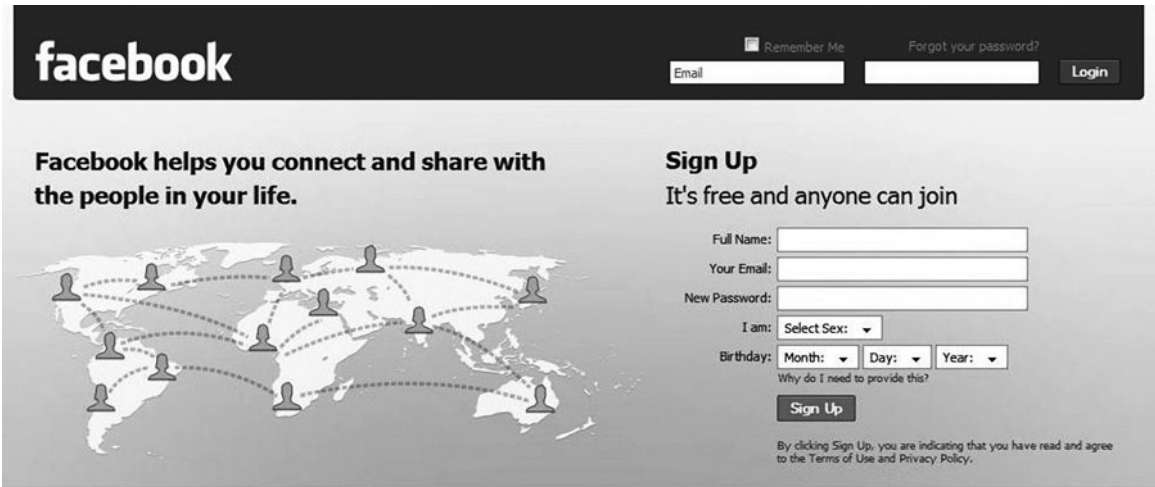 facebook
Remember Me
Forgot your password?
Email
Login
Facebook helps you connect and share with
the people in your life.
Sign Up
It's free and anyone can join
Full Name:
Your Email:
New Password:
I am: Select Sex:
Birthday: Month: Day: Year:
Why do I need to provide this?
Sign Up
By clicking Sign Up, you are indicating that you have read and agree
to the Terms of Use and Privacy Policy.